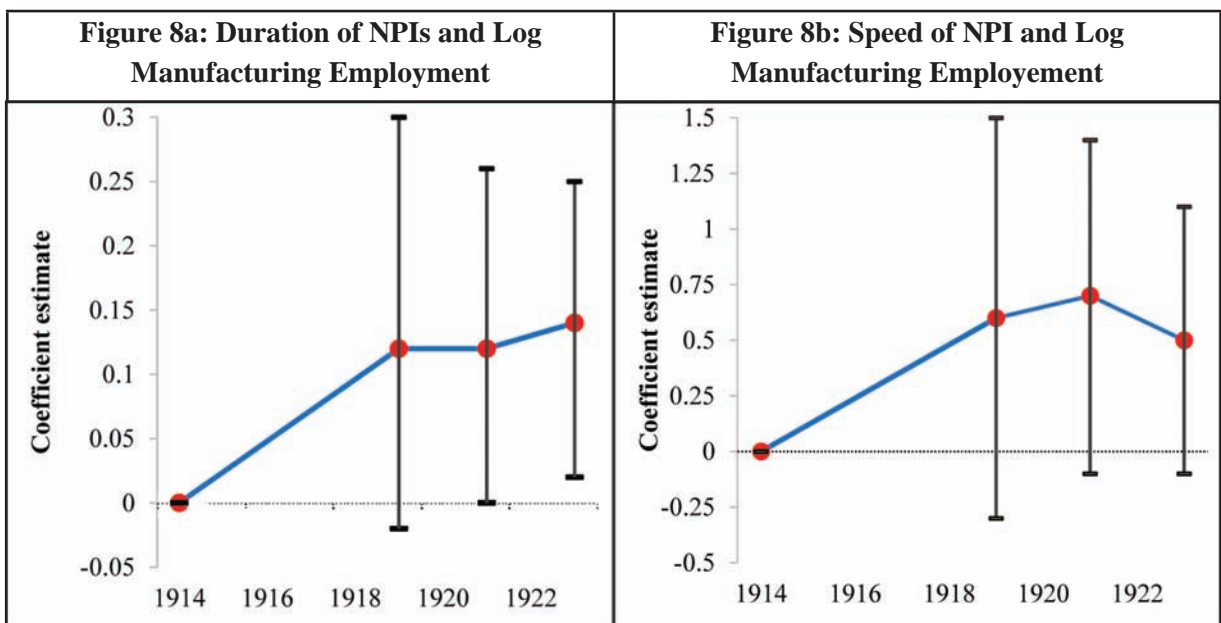 Figure 8a: Duration of NPIs and Log
Manufacturing Employment
Figure 8b: Speed of NPI and Log
Manufacturing Employement
Coefficient estimate
0.3
0.25
0.2
0.15
0.1
0.05
0
-0.05
1914 1916 1918 1920 1922
Coefficient estimate
1.5
1.25
1
0.75
0.5
0.25
0
-0.25
-0.5
1914 1916 1918 1920 1922